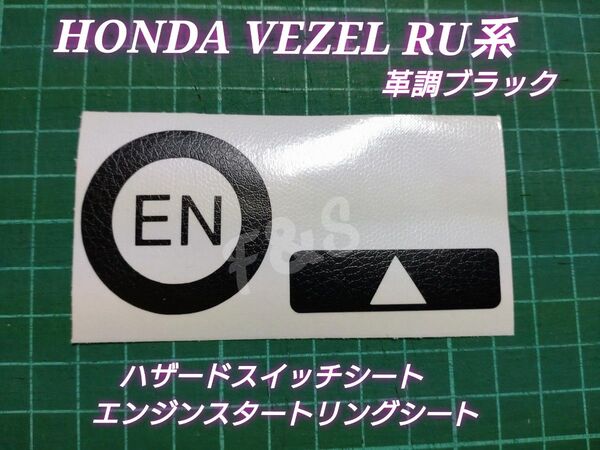 HONDA VEZEL RU系
革調ブラック
EN
F&S
ハザードスイッチシート
エンジンスタートリングシート